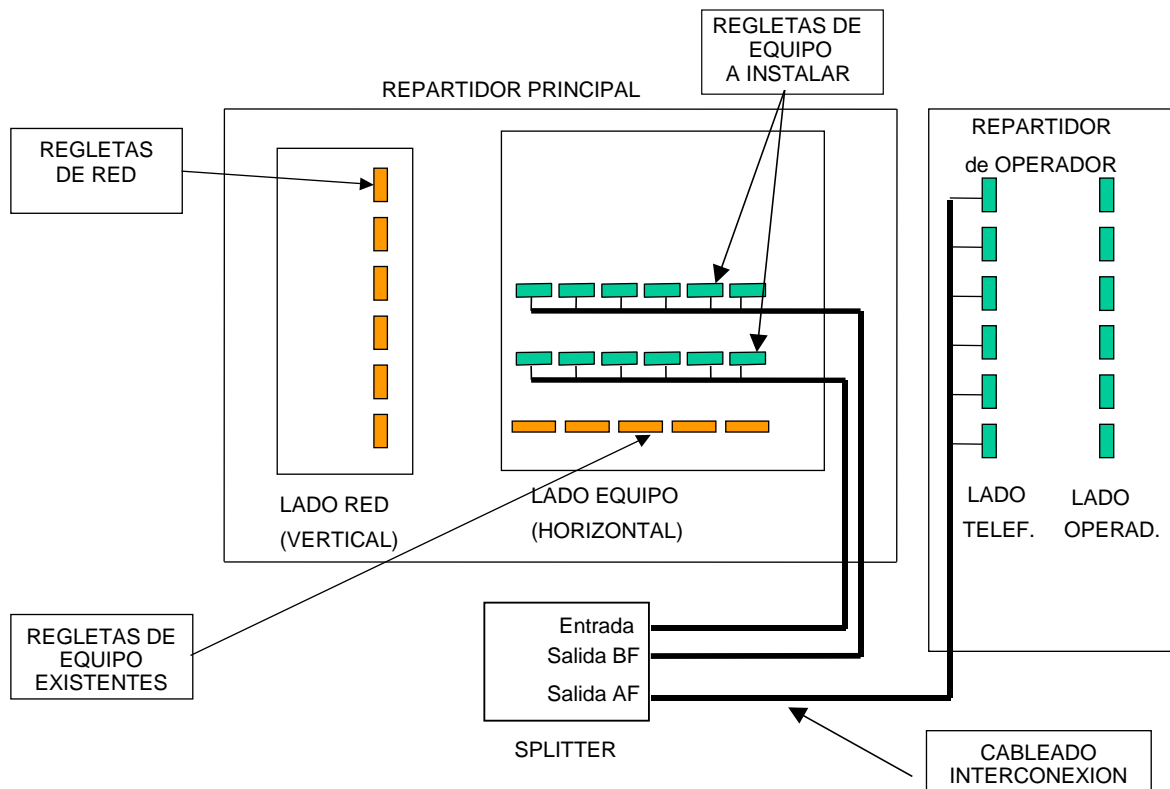 REGLETAS DE
EQUIPO
A INSTALAR
REPARTIDOR PRINCIPAL
REPARTIDOR
de OPERADOR
REGLETAS
DE RED
LADO RED
(VERTICAL)
LADO EQUIPO
(HORIZONTAL)
LADO
TELEF.
LADO
OPERAD.
REGLETAS DE
EQUIPO
EXISTENTES
Entrada
Salida BF
Salida AF
SPLITTER
CABLEADO
INTERCONEXION